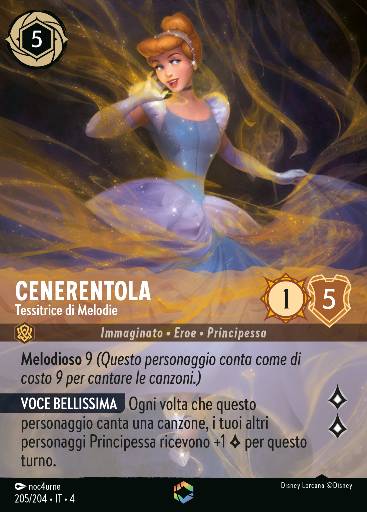 5
CENERENTOLA
Tessitrice di Melodie
1
5
Immaginato • Eroe • Principessa
Melodioso 9 (Questo personaggio conta come di
costo 9 per cantare le canzoni.)
VOCE BELLISSIMA Ogni volta che questo
personaggio canta una canzone, i tuoi altri
personaggi Principessa ricevono +1 per questo
turno.
noc4urne
205/204 • IT • 4
Disney Lorcana ©Disney